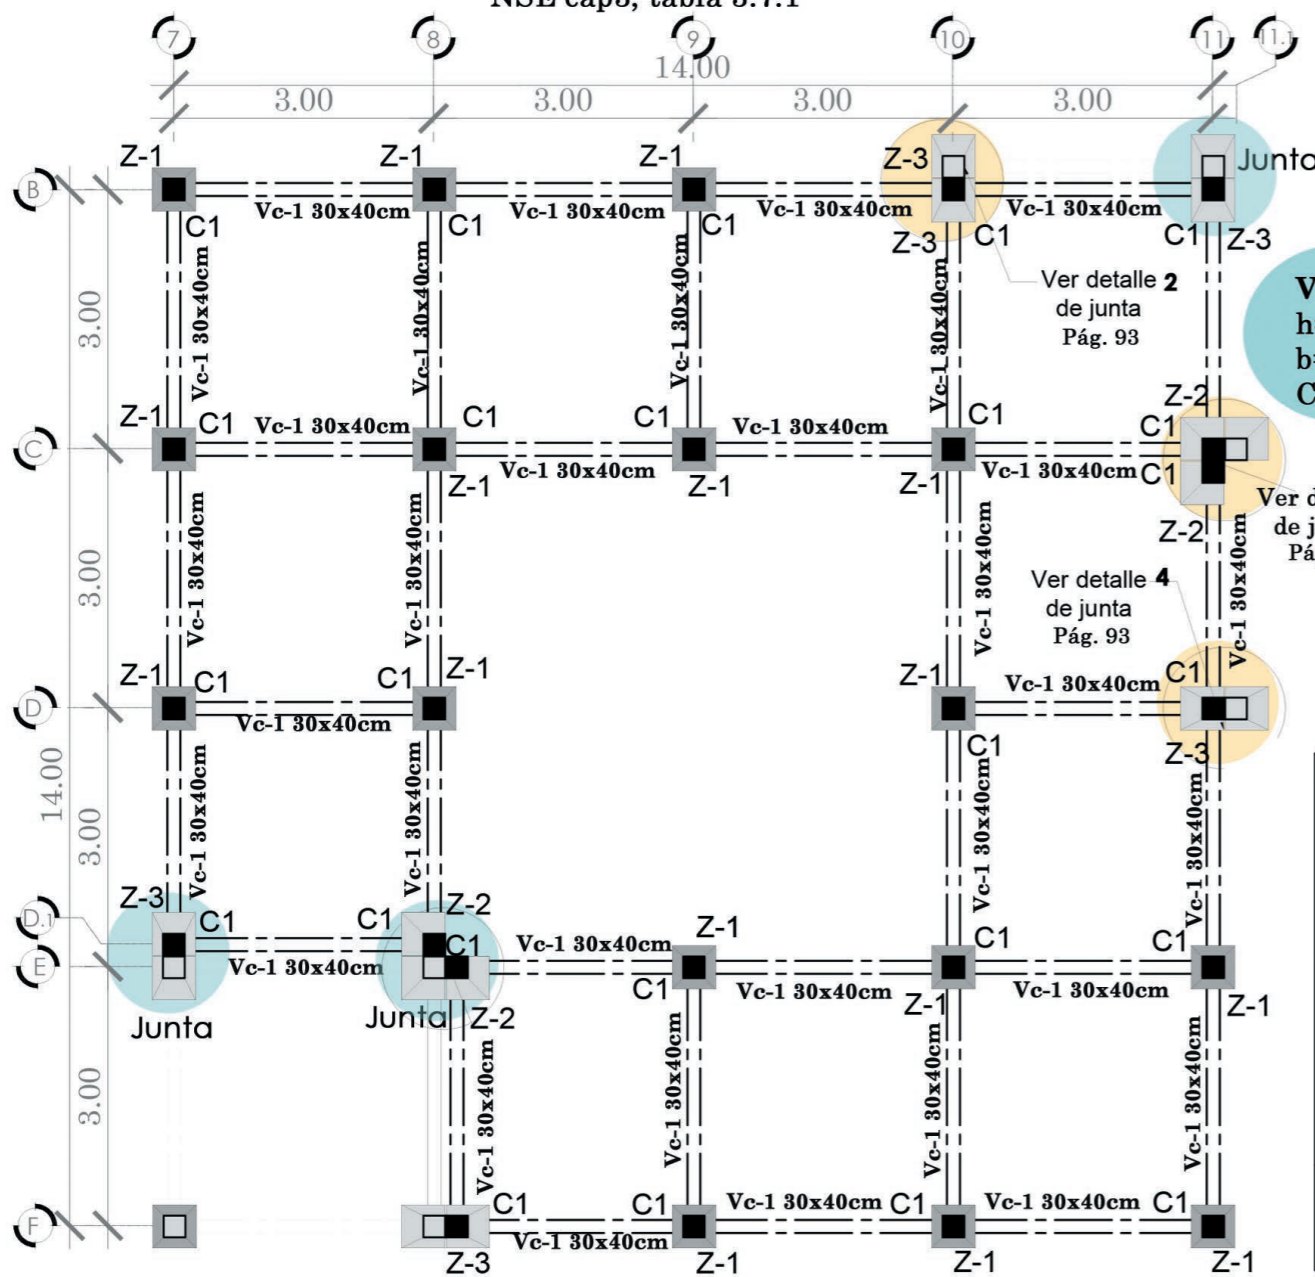 NSE cap3, tabla 3.7.1
7 8 9 10 11 11.1
14.00
3.00 3.00 3.00 3.00
Z-1 Z-1 Z-1 Z-3 Junta
B
Vc-1 30x40cm Vc-1 30x40cm Vc-1 30x40cm Vc-1 30x40cm
C1 C1 C1 Z-3 C1 C1 Z-3
3.00
Vc-1 30x40cm Vc-1 30x40cm Vc-1 30x40cm Vc-1 30x40cm
Ver detalle 2
de junta
Pág. 93
Z-1 C1 C1 C1 C1 Z-2
C1
C
Vc-1 30x40cm Vc-1 30x40cm Vc-1 30x40cm Vc-1 30x40cm
C1
Z-1 Z-1 Z-1
Z-2
Ver
3.00
Vc-1 30x40cm Vc-1 30x40cm Vc-1 30x40cm Vc-1 30x40cm
Ver detalle 4
de junta
Pág. 93
Z-1 C1 C1 Z-1 Z-1 C1
Vc-1 30x40cm
D
Vc-1 30x40cm
C1 Z-3
14.00
3.00
Vc-1 30x40cm Vc-1 30x40cm Vc-1 30x40cm Vc-1 30x40cm
Z-3 C1 C1 Z-2 Z-1 C1 C1
D.1
C1
Vc-1 30x40cm
E
Vc-1 30x40cm
C1
Vc-1 30x40cm Vc-1 30x40cm
Z-1 Z-1
Junta Junta Z-2
3.00
Vc-1 30x40cm Vc-1 30x40cm Vc-1 30x40cm Vc-1 30x40cm
C1 C1 C1 C1
Vc-1 30x40cm Vc-1 30x40cm
F
Vc-1 30x40cm
Z-3 Z-1 Z-1 Z-1